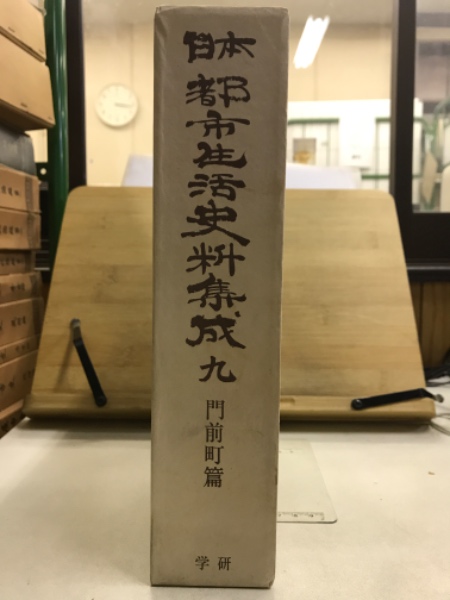 日本
都市生活史料集成
九
門前町篇
学研